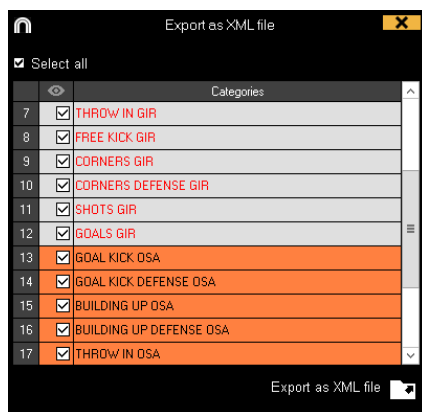 Export as XML file
Select all
Categories
7 THROW IN GIR
8 FREE KICK GIR
9 CORNERS GIR
10 CORNERS DEFENSE GIR
11 SHOTS GIR
12 GOALS GIR
13 GOAL KICK OSA
14 GOAL KICK DEFENSE OSA
15 BUILDING UP OSA
16 BUILDING UP DEFENSE OSA
17 THROW IN OSA
Export as XML file